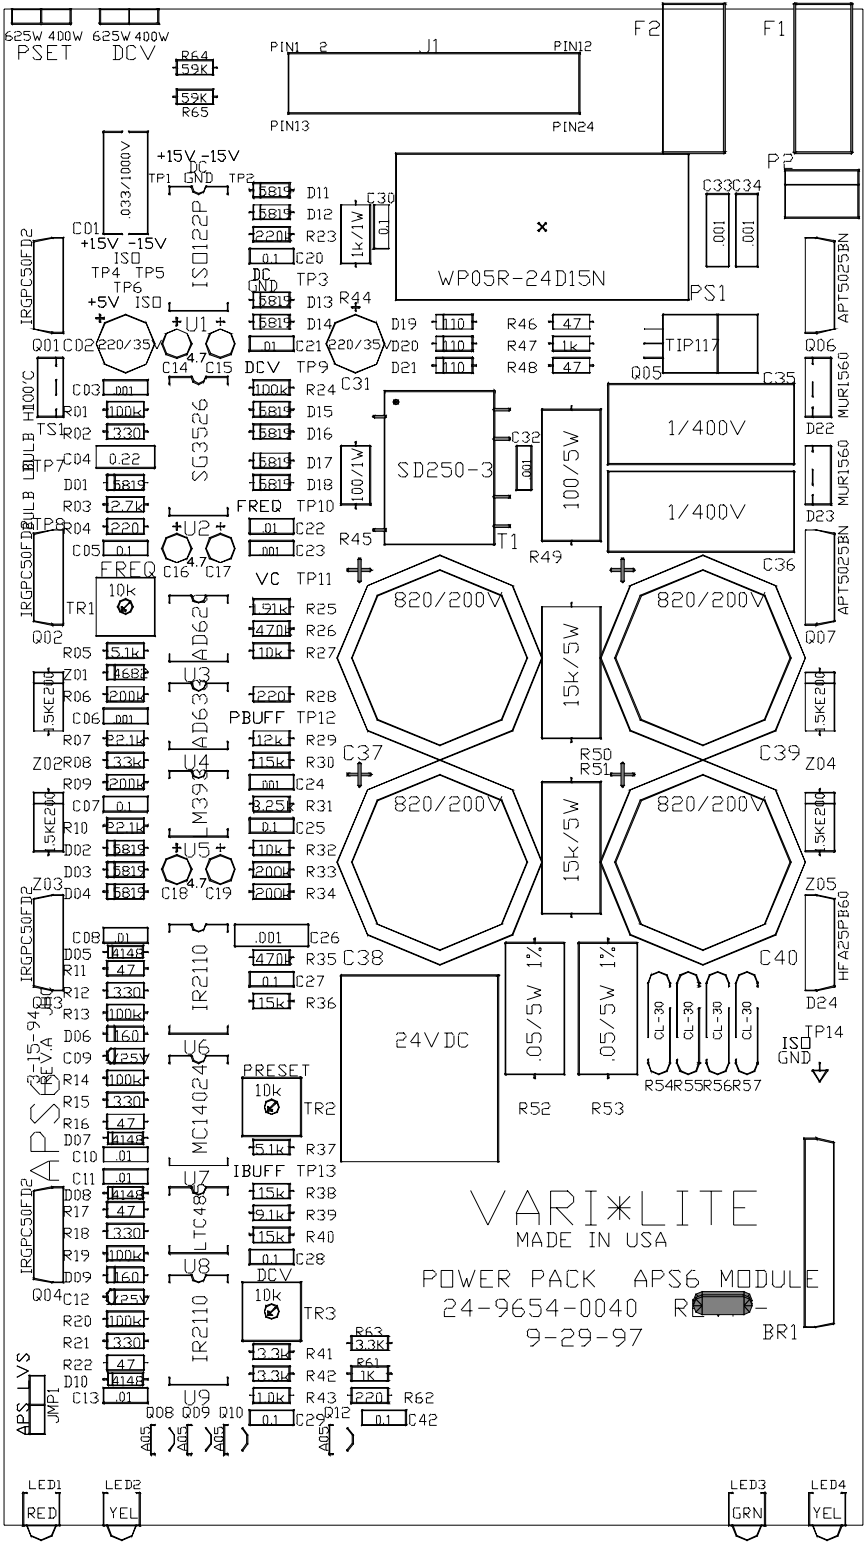 625W 400W 625W 400W
PSET DCV
R64
59K
59K
R65
PIN1 2 J1 PIN12
PIN13 PIN24
F2 F1
P2
.033/1000V
C01
+15V -15V
DC
TP1 GND TP2
ISO122P
U1
5819 D11
5819 D12
220k R23
0.1 C20
DC
GND TP3
5819 D13
5819 D14
.01 C21
DCV TP9
1k/1W
R44
C30
0.1
WP05R-24D15N
PS1
C33 C34
.001 .001
+15V -15V
ISO
TP4 TP5
TP6
+5V ISO
IRGPC50FD2
Q01
C02
220/35V
C14 4.7 C15
220/35V
C31
D19 110
D20 110
D21 110
R46 47
R47 1k
R48 47
TIP117
Q05
APT5025BN
Q06
TS1
C03 .001
R01 100k
R02 330
C04 0.22
D01 5819
R03 2.7k
R04 220
C05 0.1
SG3526
U2
100k R24
5819 D15
5819 D16
5819 D17
5819 D18
FREQ TP10
.01 C22
.001 C23
100/1W
R45
SD250-3
T1
C32
.001
100/5W
R49
C35
1/400V
1/400V
C36
MUR1560
D22
MUR1560
D23
TP7
TP8
IRGPC50FD2
Q02
C16 4.7 C17
FREQ
10k
TR1
VC TP11
1.91k R25
470k R26
10k R27
220 R28
PBUFF TP12
U3
U4
U5
820/200V
C37
820/200V
C39
820/200V
C38
820/200V
C40
15k/5W
R50
R51
15k/5W
APT5025BN
Q07
R05 5.1k
Z01 4682
R06 200k
C06 .001
R07 22.1k
R08 33k
R09 200k
C07 0.1
R10 22.1k
D02 5819
D03 5819
D04 5819
1.5KE200
Z02
1.5KE200
Z03
1.5KE200
Z04
1.5KE200
Z05
12k R29
15k R30
.001 C24
8.25k R31
0.1 C25
10k R32
200k R33
200k R34
C18 4.7 C19
IRGPC50FD2
Q03
C08 .01
D05 4148
R11 47
R12 330
R13 100k
D06 160
C09
R14 100k
R15 330
R16 47
D07 4148
C10 .01
C11 .01
D08 4148
R17 47
R18 330
R19 100k
D09 160
C12
R20 100k
R21 330
R22 47
D10 4148
C13 .01
IR2110
U6
MC14024
U7
U8
IR2110
U9
.001 C26
470k R35
0.1 C27
15k R36
PRESET
10k
TR2
5.1k R37
IBUFF TP13
15k R38
9.1k R39
15k R40
0.1 C28
DCV
10k
TR3
3.3k R41
3.3k R42
1.0k R43
0.1 C29
24VDC
.05/5W 1%
R52
.05/5W 1%
R53
CL-30 CL-30 CL-30 CL-30
R54 R55 R56 R57
HFA25PB60
D24
TP14
ISO
GND
REV.A
APS6
IRGPC50FD2
Q04
VARI*LITE
MADE IN USA
POWER PACK APS6 MODULE
24-9654-0040
9-29-97
BR1
R63
3.3K
R61
1K
220 R62
0.1 C42
APS LVS
JMP1
Q08 Q09 Q10 Q12
A05 A05 A05 A05
LED1 LED2 LED3 LED4
RED YEL GRN YEL